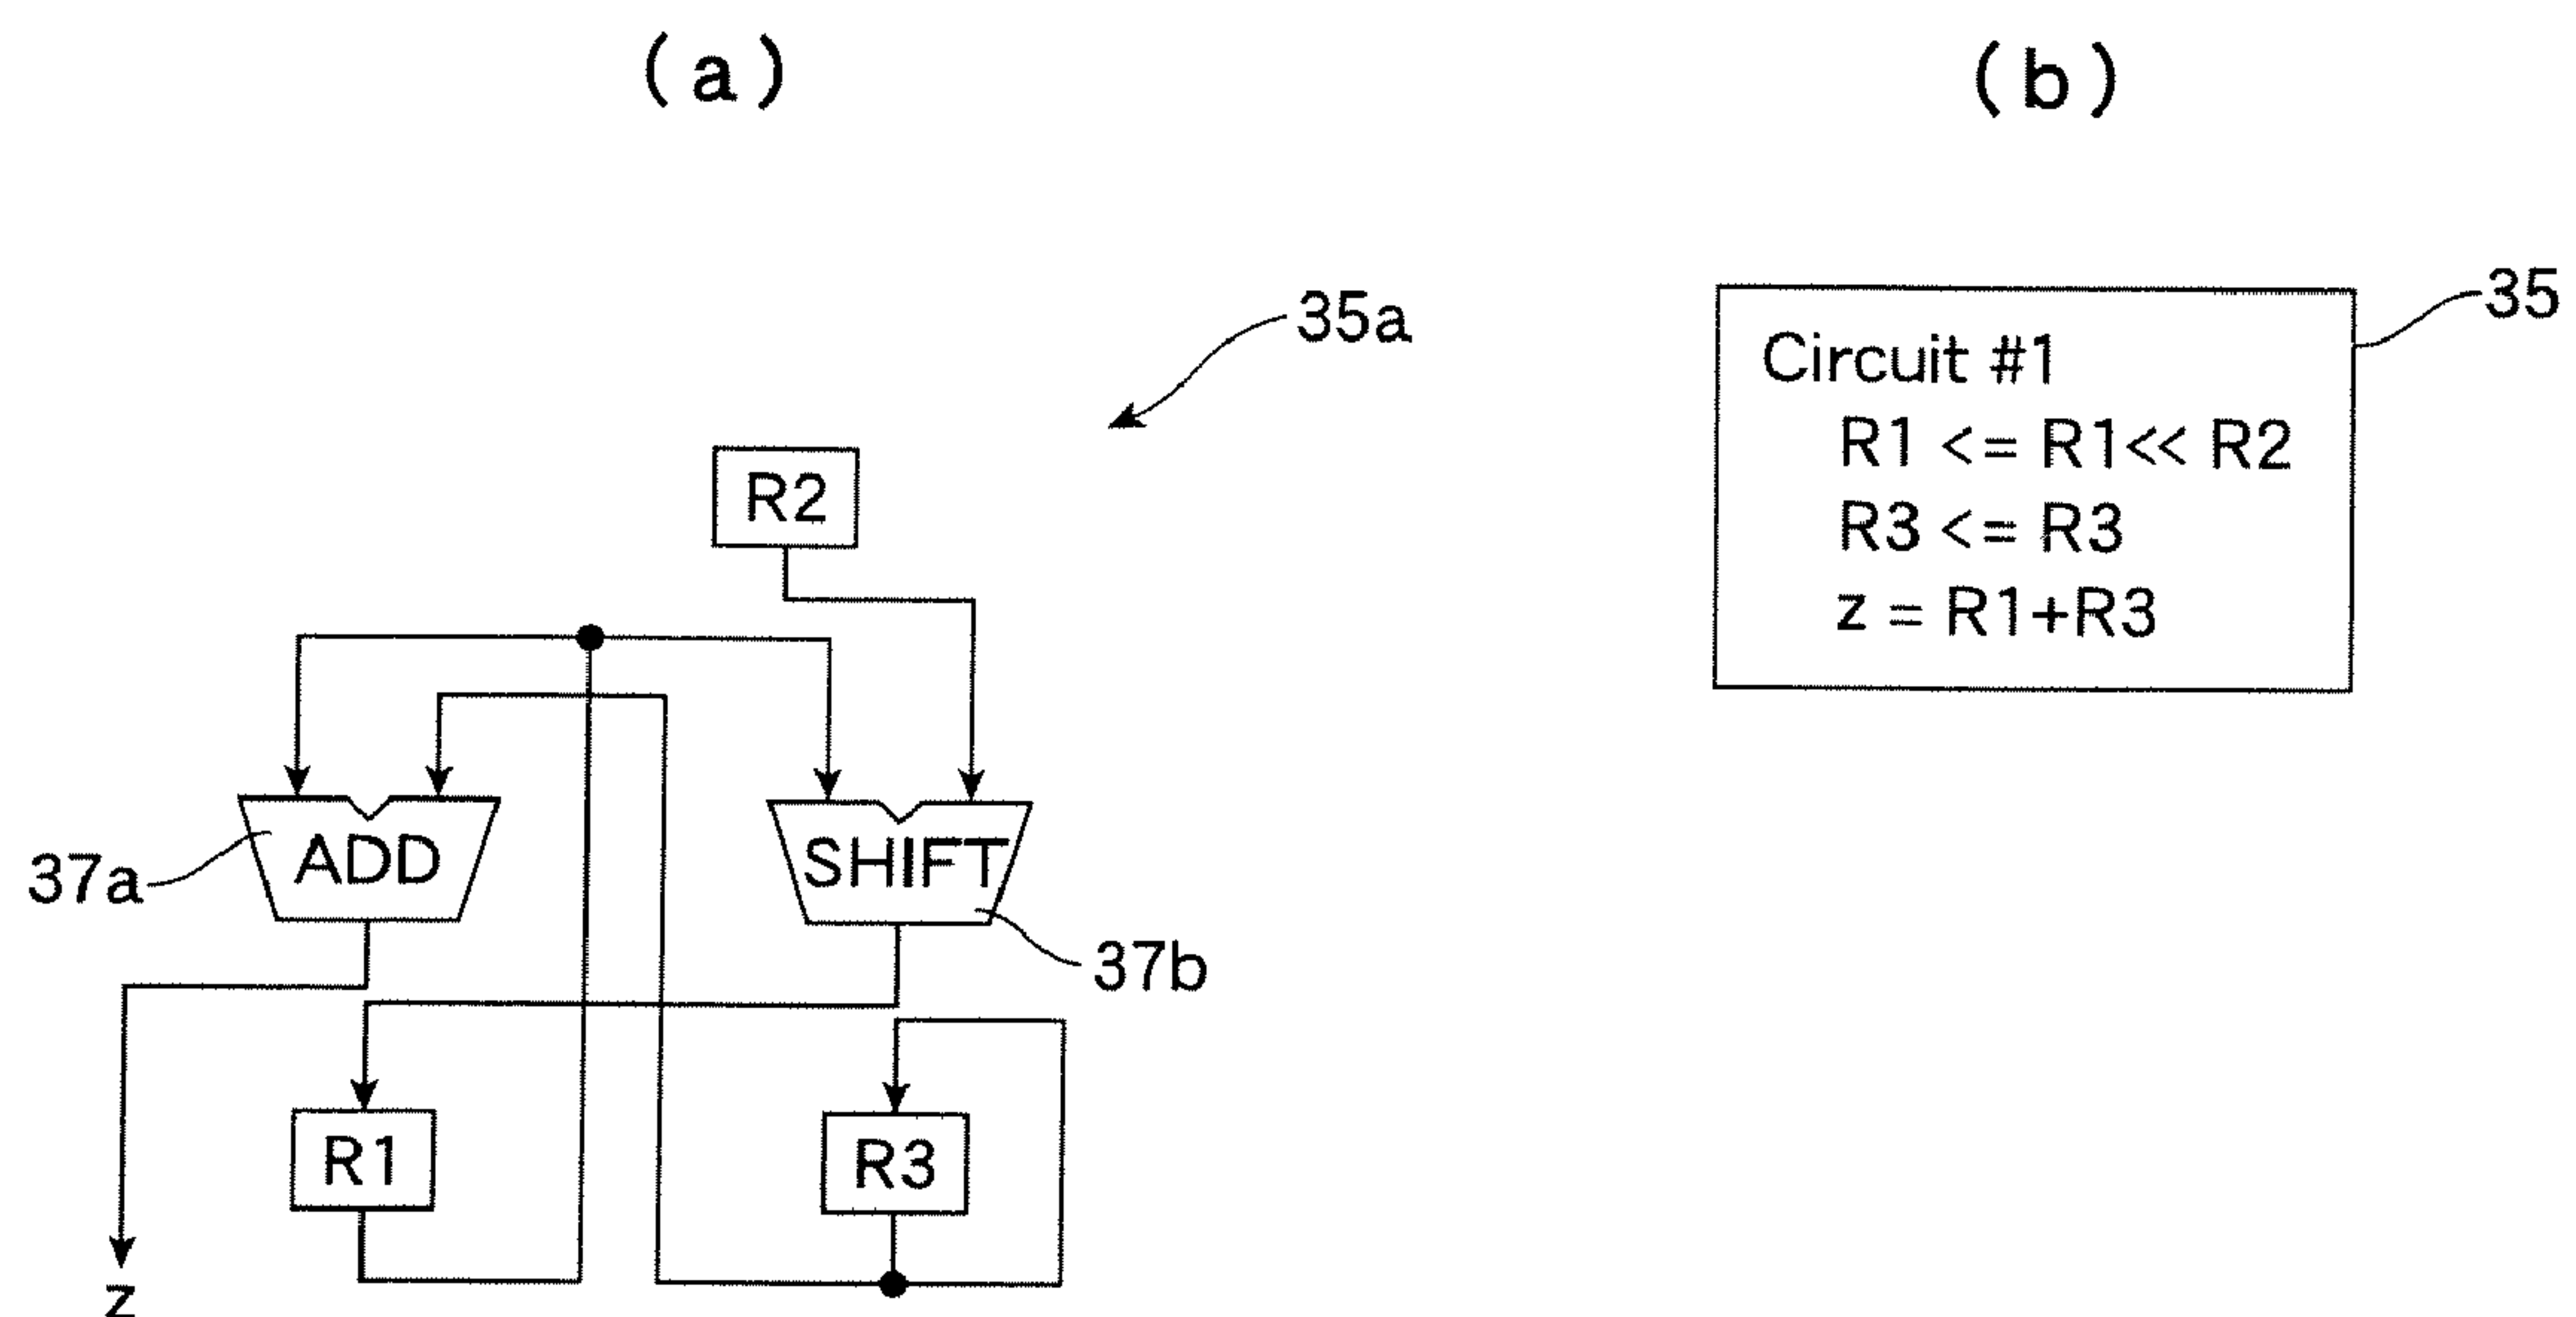 (a)
(b)
35a
35
Circuit #1
R1 <= R1<< R2
R3 <= R3
z = R1+R3
R2
ADD
SHIFT
37a
37b
R1
R3
z